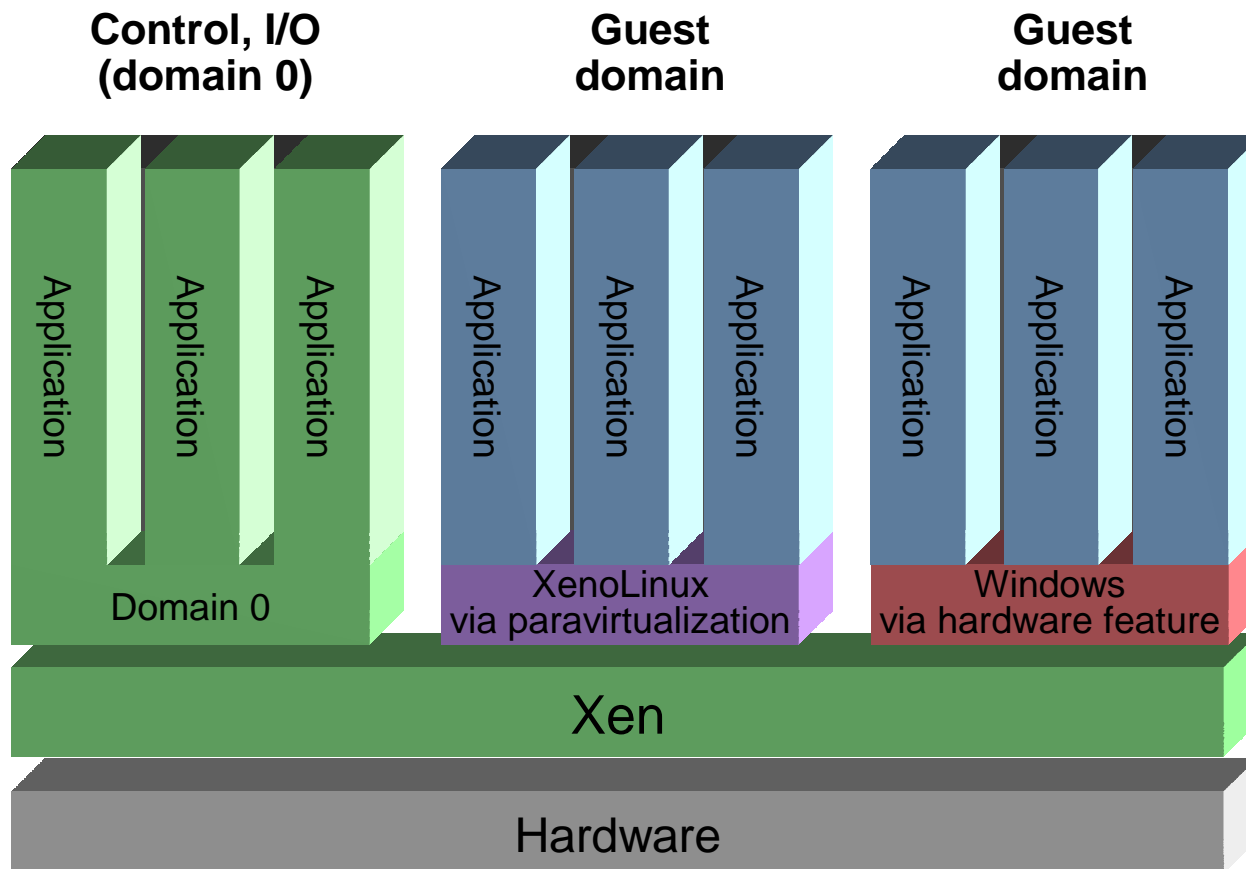 Control, I/O
(domain 0)
Guest
domain
Guest
domain
Application
Application
Application
Application
Application
Application
Application
Application
Application
Domain 0
XenoLinux
via paravirtualization
Windows
via hardware feature
Xen
Hardware